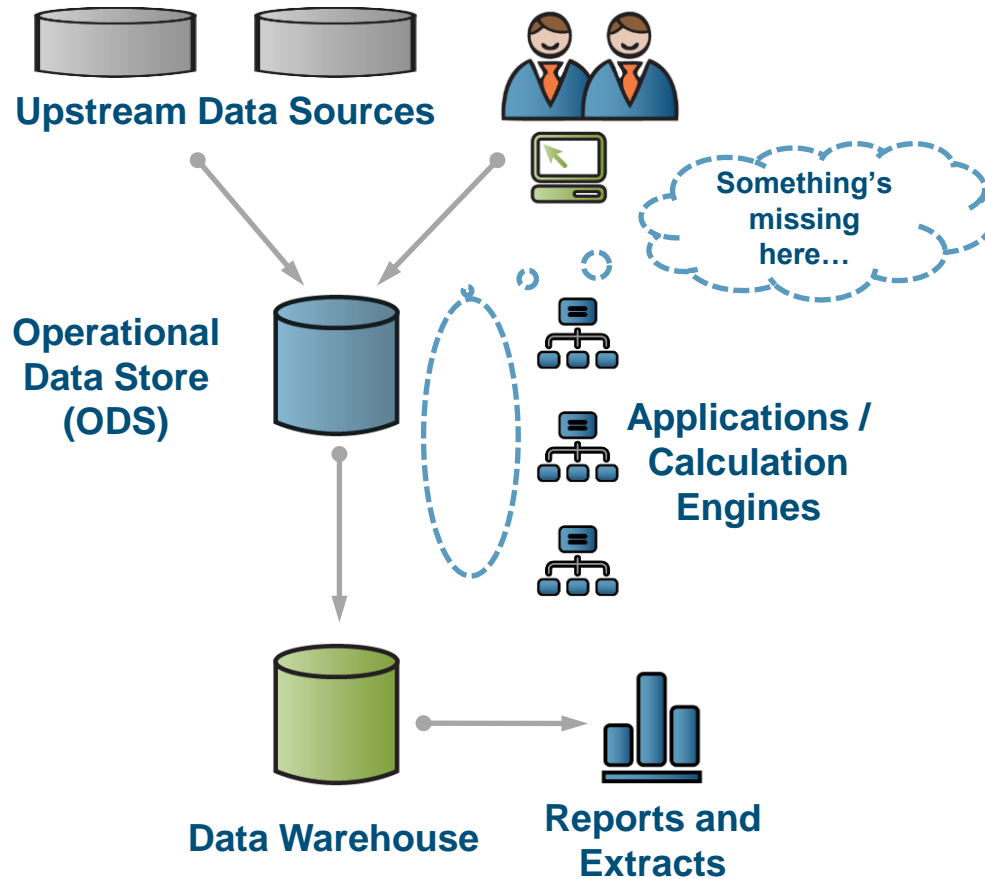 Upstream Data Sources
Something’s
missing
here…
Operational
Data Store
(ODS)
Applications /
Calculation
Engines
Data Warehouse
Reports and
Extracts